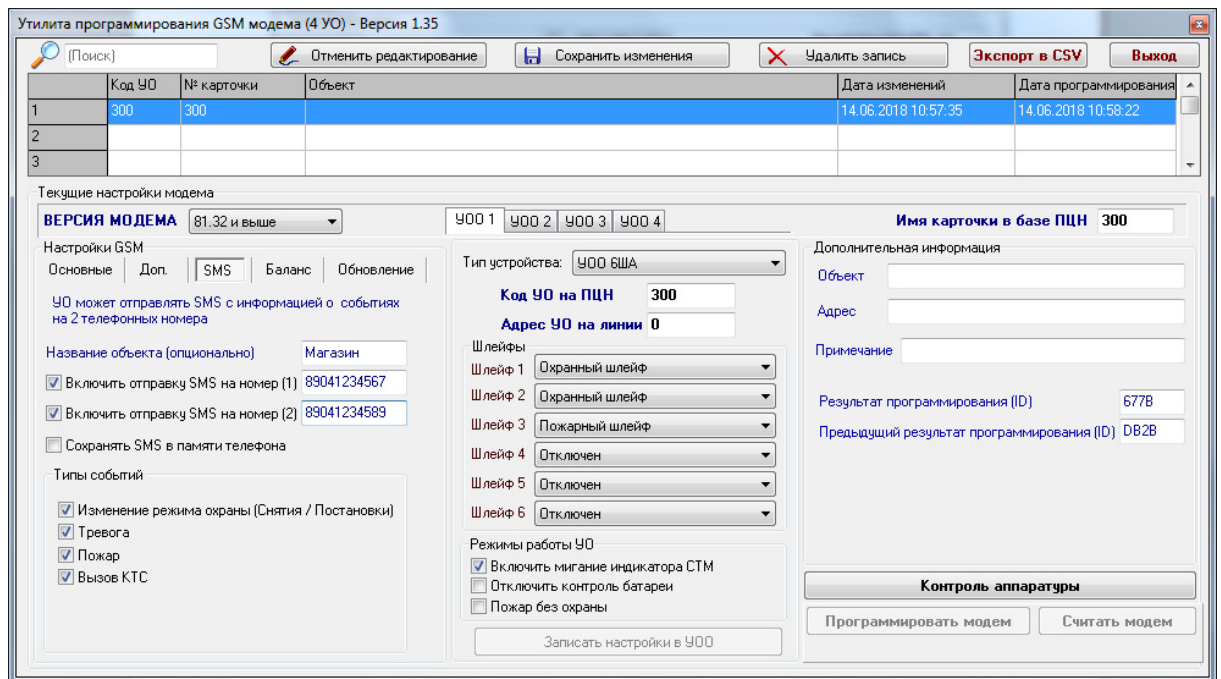 Утилита программирования GSM модема (4 УО) - Версия 1.35
(Поиск) Отменить редактирование Сохранить изменения Удалить запись Экспорт в CSV Выход
Код УО № карточки Объект Дата изменений Дата программирования
1 300 300 14.06.2018 10:57:35 14.06.2018 10:58:22
2
3
Текущие настройки модема
ВЕРСИЯ МОДЕМА 81.32 и выше УОО 1 УОО 2 УОО 3 УОО 4 Имя карточки в базе ПЦН 300
Настройки GSM
Основные Доп. SMS Баланс Обновление
УО может отправлять SMS с информацией о событиях
на 2 телефонных номера
Название объекта (опционально) Магазин
Включить отправку SMS на номер (1) 89041234567
Включить отправку SMS на номер (2) 89041234589
Сохранять SMS в памяти телефона
Типы событий
Изменение режима охраны (Снятия / Постановки)
Тревога
Пожар
Вызов КТС
Тип устройства: УОО 6ША
Код УО на ПЦН 300
Адрес УО на линии 0
Шлейфы
Шлейф 1 Охранный шлейф
Шлейф 2 Охранный шлейф
Шлейф 3 Пожарный шлейф
Шлейф 4 Отключен
Шлейф 5 Отключен
Шлейф 6 Отключен
Режимы работы УО
Включить мигание индикатора СТМ
Отключить контроль батареи
Пожар без охраны
Записать настройки в УОО
Дополнительная информация
Объект
Адрес
Примечание
Результат программирования (ID) 677B
Предыдущий результат программирования (ID) DB2B
Контроль аппаратуры
Программировать модем Считать модем